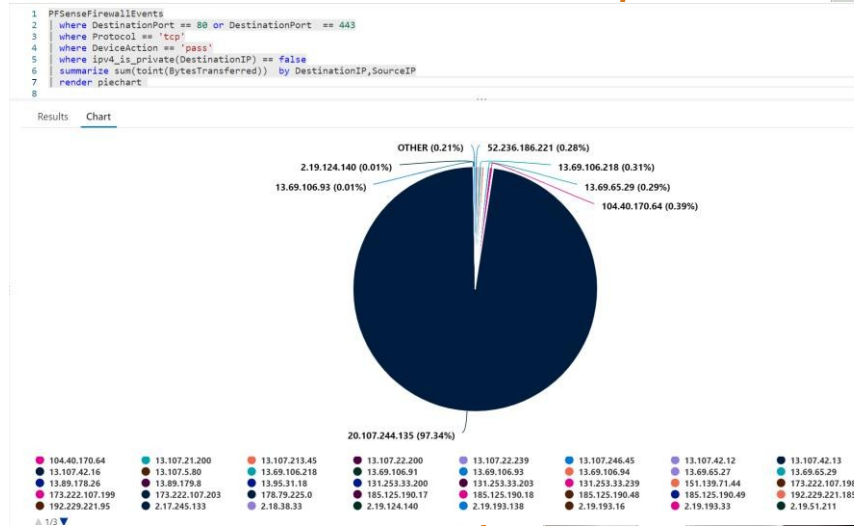 1 PFSenseFirewallEvents
2 | where DestinationPort == 80 or DestinationPort == 443
3 | where Protocol == 'tcp'
4 | where DeviceAction == 'pass'
5 | where ipv4_is_private(DestinationIP) == false
6 | summarize sum(toint(BytesTransferred)) by DestinationIP,SourceIP
7 | render piechart
8
Results Chart
OTHER (0.21%) 52.236.186.221 (0.28%)
2.19.124.140 (0.01%) 13.69.106.218 (0.31%)
13.69.106.93 (0.01%) 13.69.65.29 (0.29%)
104.40.170.64 (0.39%)
20.107.244.135 (97.34%)
104.40.170.64 13.107.21.200 13.107.213.45 13.107.22.200 13.107.22.239 13.107.246.45 13.107.42.12 13.107.42.13
13.107.42.16 13.107.5.80 13.69.106.218 13.69.106.91 13.69.106.93 13.69.106.94 13.69.65.27 13.69.65.29
13.89.178.26 13.89.179.8 13.95.31.18 131.253.33.200 131.253.33.203 131.253.33.239 151.139.71.44 173.222.107.198
173.222.107.199 173.222.107.203 178.79.225.0 185.125.190.17 185.125.190.18 185.125.190.48 185.125.190.49 192.229.221.185
192.229.221.95 2.17.245.133 2.18.38.33 2.19.124.140 2.19.193.138 2.19.193.16 2.19.193.33 2.19.51.211
1/3